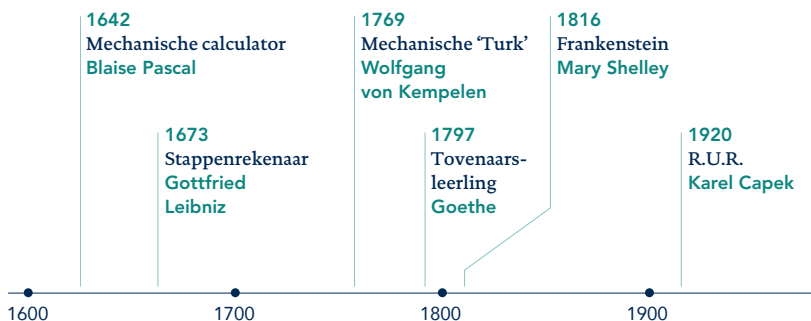 1642
Mechanische calculator
Blaise Pascal
1673
Stappenrekenaar
Gottfried
Leibniz
1769
Mechanische ‘Turk’
Wolfgang
von Kempelen
1797
Tovenaars-
leerling
Goethe
1816
Frankenstein
Mary Shelley
1920
R.U.R.
Karel Capek
1600
1700
1800
1900